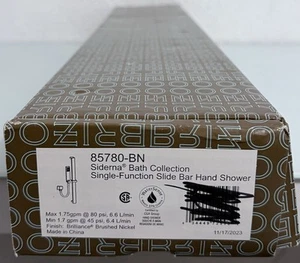 BRIZO
85780-BN
Siderna® Bath Collection
Single-Function Slide Bar Hand Shower
Max 1.75gpm @ 80 psi, 6.6 L/min
Min 1.7 gpm @ 45 psi, 6.4 L/min
Finish: Brilliance® Brushed Nickel
Made in China
11/17/2023